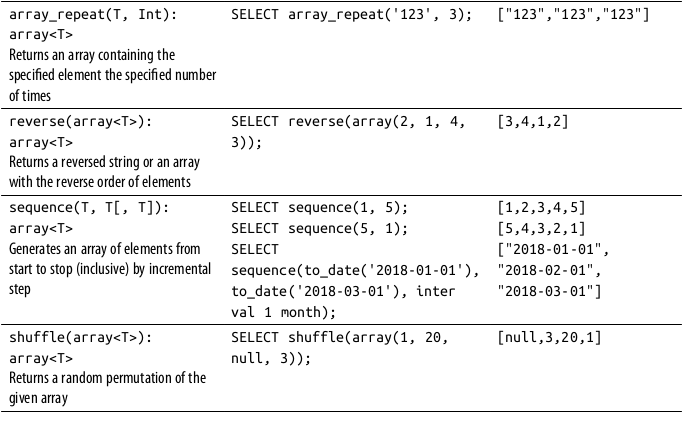 array_repeat(T, Int):
array<T>
Returns an array containing the
specified element the specified number
of times
SELECT array_repeat('123', 3);
["123","123","123"]
reverse(array<T>):
array<T>
Returns a reversed string or an array
with the reverse order of elements
SELECT reverse(array(2, 1, 4,
3));
[3,4,1,2]
sequence(T, T[, T]):
array<T>
Generates an array of elements from
start to stop (inclusive) by incremental
step
SELECT sequence(1, 5);
SELECT sequence(5, 1);
SELECT
sequence(to_date('2018-01-01'),
to_date('2018-03-01'), inter
val 1 month);
[1,2,3,4,5]
[5,4,3,2,1]
["2018-01-01",
"2018-02-01",
"2018-03-01"]
shuffle(array<T>):
array<T>
Returns a random permutation of the
given array
SELECT shuffle(array(1, 20,
null, 3));
[null,3,20,1]